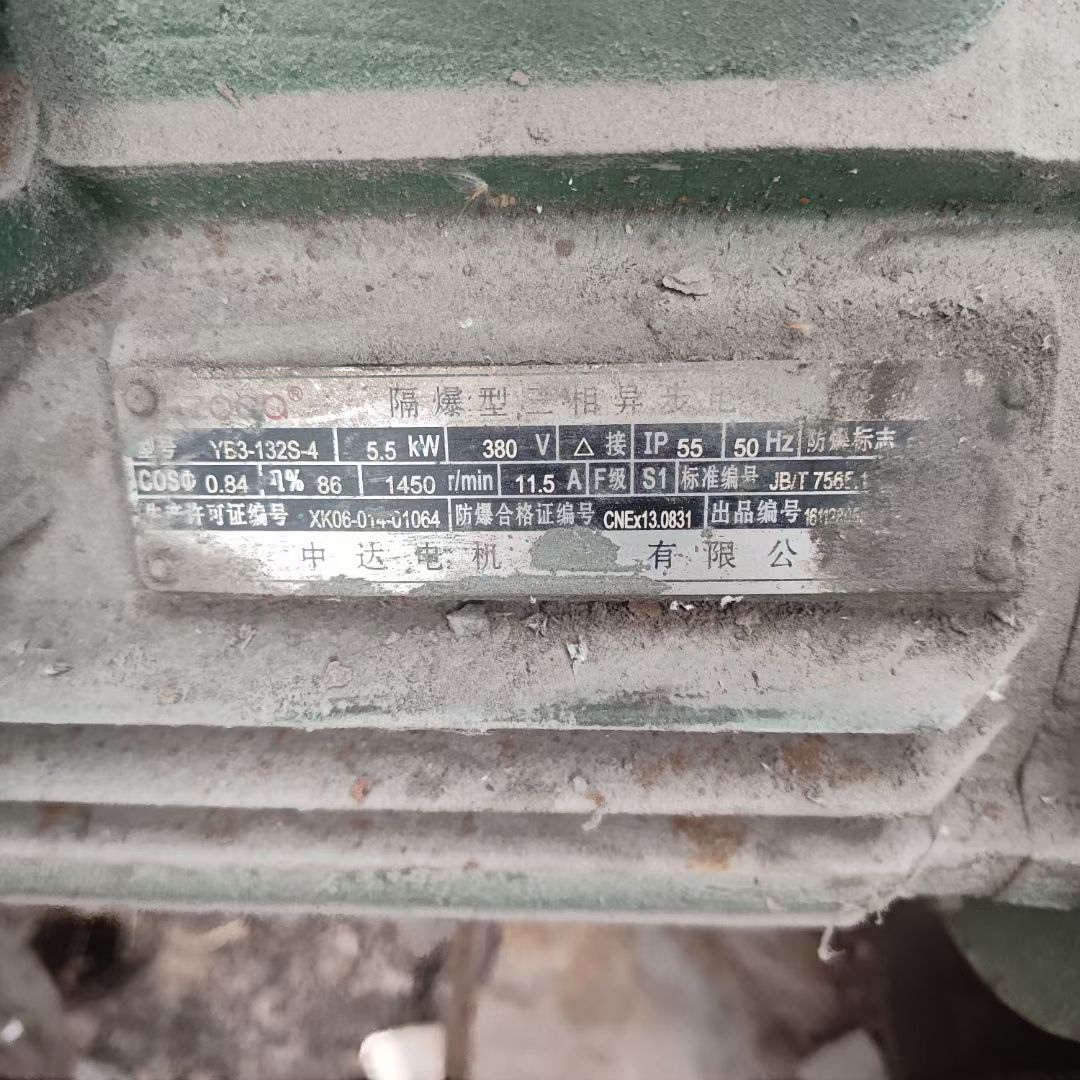 隔爆型三相异步电
型号 YB3-132S-4 5.5 kW 380 V △ 接 IP 55 50 Hz 防爆标志
COSΦ 0.84 η% 86 1450 r/min 11.5 A F级 S1 标准编号 JB/T 7565.1
生产许可证编号 XK06-014-01064 防爆合格证编号 CNEx13.0831 出品编号
中达电机 有限公